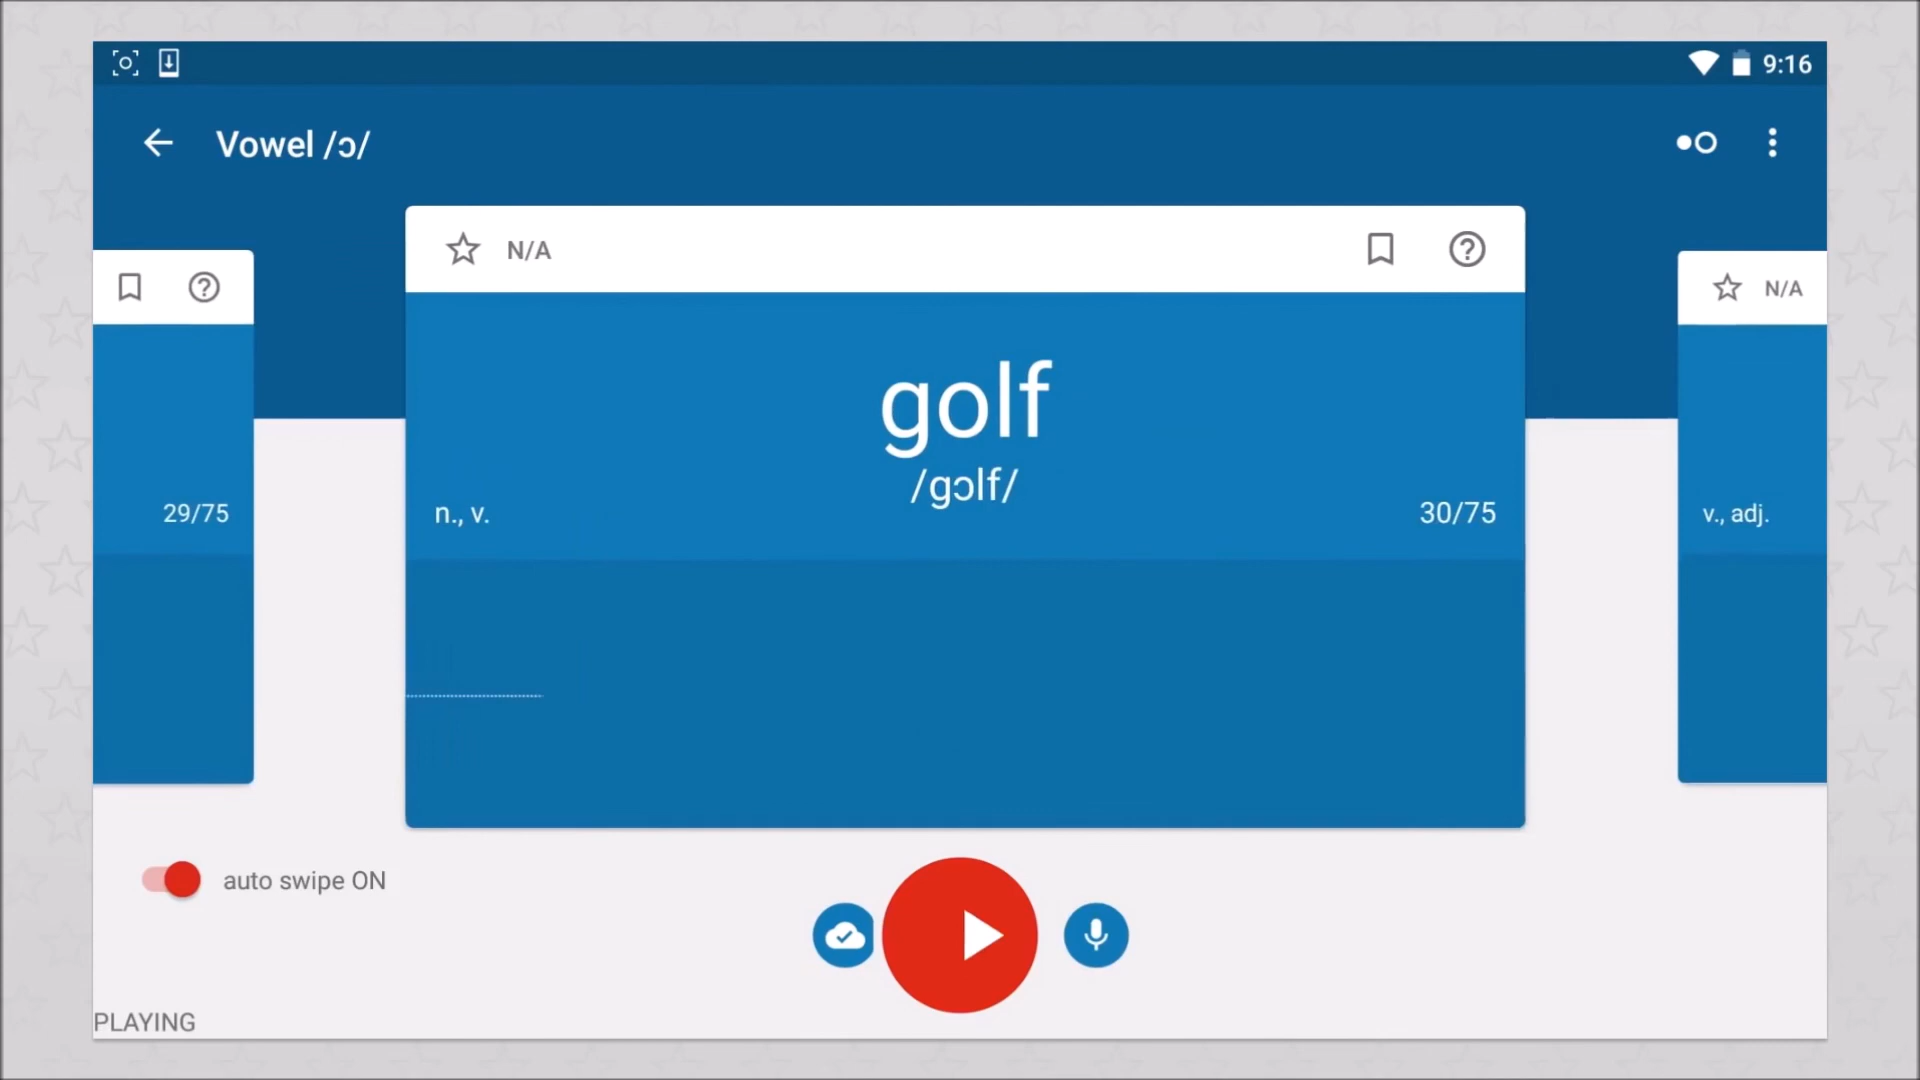 9:16
Vowel /ɔ/
N/A
N/A
golf
/gɔlf/
29/75
n., v.
30/75
v., adj.
auto swipe ON
PLAYING